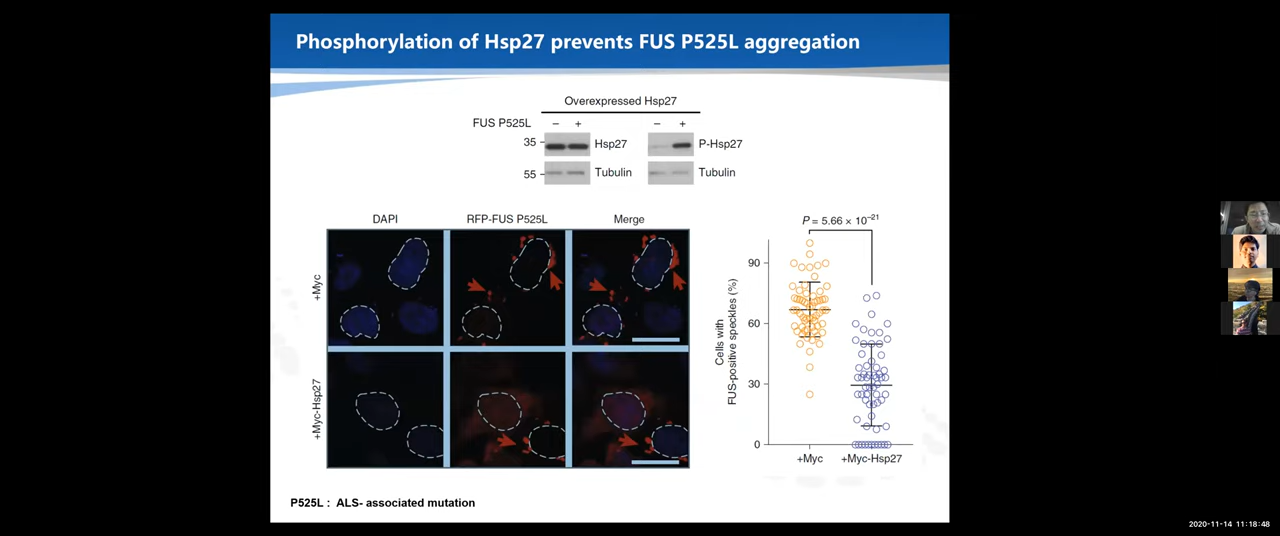 Phosphorylation of Hsp27 prevents FUS P525L aggregation
Overexpressed Hsp27
FUS P525L − + − +
35 Hsp27 P-Hsp27
55 Tubulin Tubulin
DAPI RFP-FUS P525L Merge
+Myc
+Myc-Hsp27
P = 5.66 × 10⁻²¹
Cells with
FUS-positive speckles (%)
90
60
30
0
+Myc +Myc-Hsp27
P525L : ALS- associated mutation
2020-11-14 11:18:48